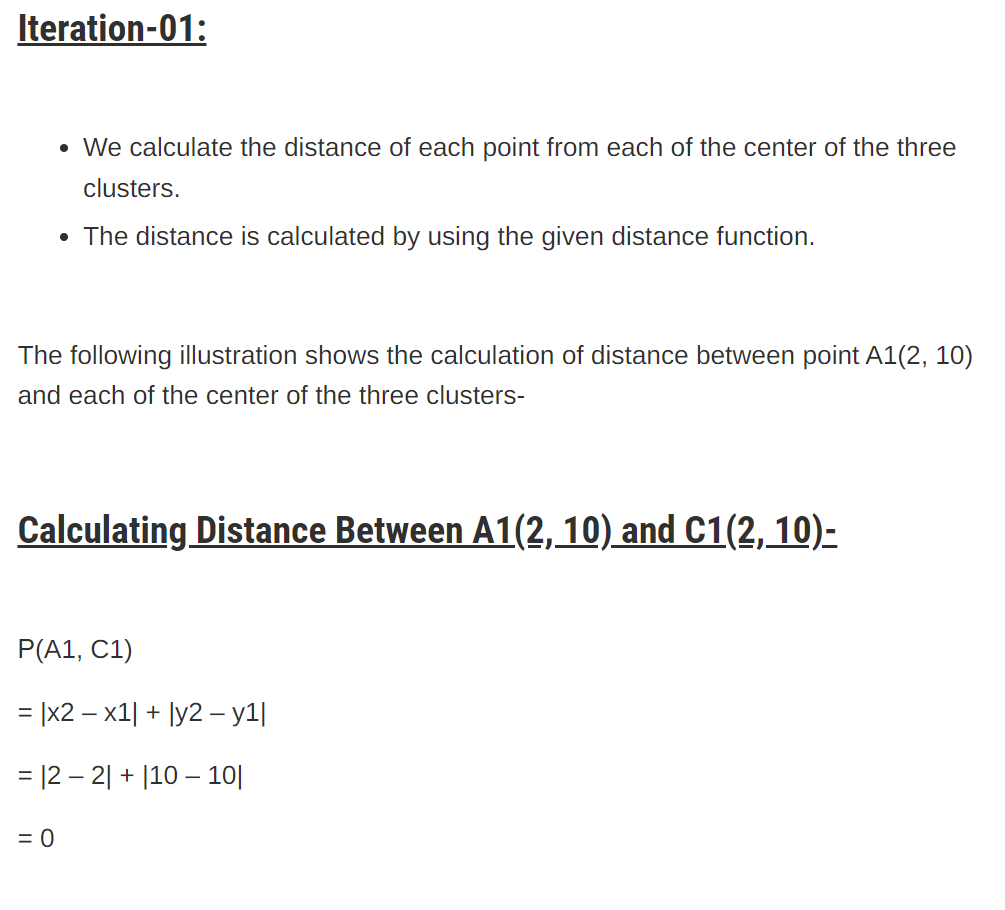 Iteration-01:
• We calculate the distance of each point from each of the center of the three
clusters.
• The distance is calculated by using the given distance function.
The following illustration shows the calculation of distance between point A1(2, 10)
and each of the center of the three clusters-
Calculating Distance Between A1(2, 10) and C1(2, 10)-
Ρ(A1, C1)
= |x2 – x1| + |y2 – y1|
= |2 – 2| + |10 – 10|
= 0